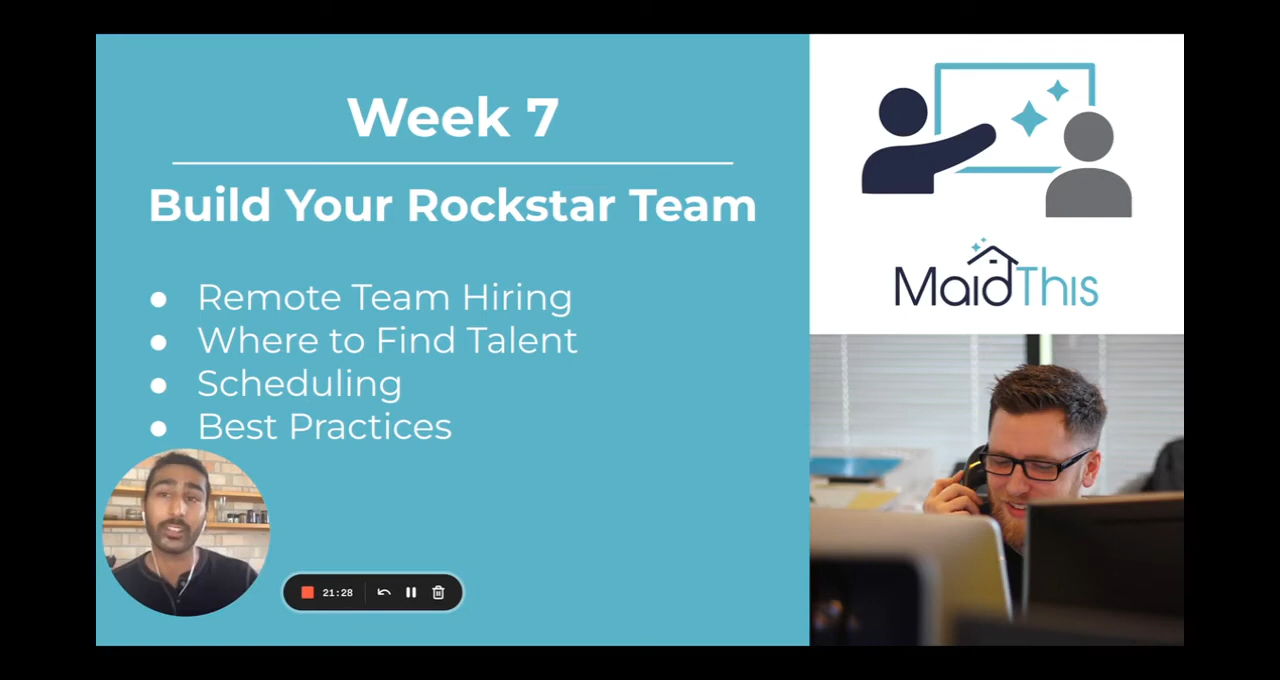 Week 7
Build Your Rockstar Team
● Remote Team Hiring
● Where to Find Talent
● Scheduling
● Best Practices
MaidThis
21:28